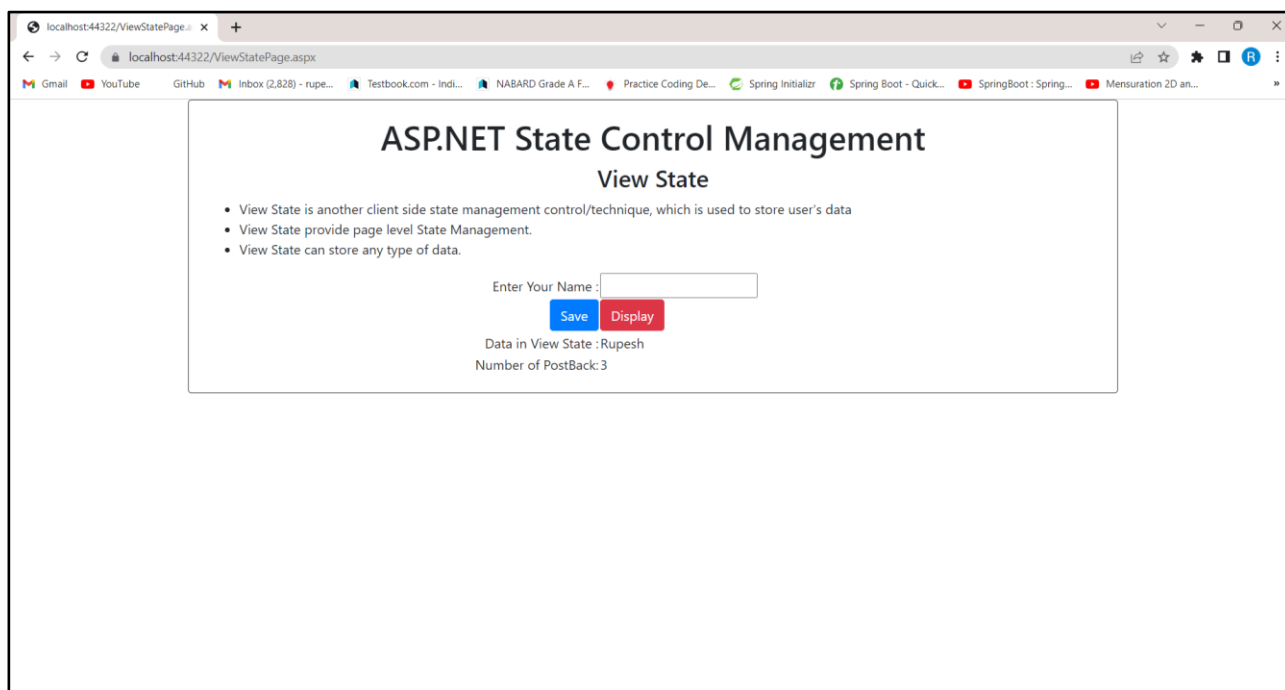 localhost:44322/ViewStatePage.a
localhost:44322/ViewStatePage.aspx
R
Gmail YouTube GitHub Inbox (2,828) - rupe... Testbook.com - Indi... NABARD Grade A F... Practice Coding De... Spring Initializr Spring Boot - Quick... SpringBoot : Spring... Mensuration 2D an... »
ASP.NET State Control Management
View State
• View State is another client side state management control/technique, which is used to store user's data
• View State provide page level State Management.
• View State can store any type of data.
Enter Your Name :
Save Display
Data in View State : Rupesh
Number of PostBack: 3